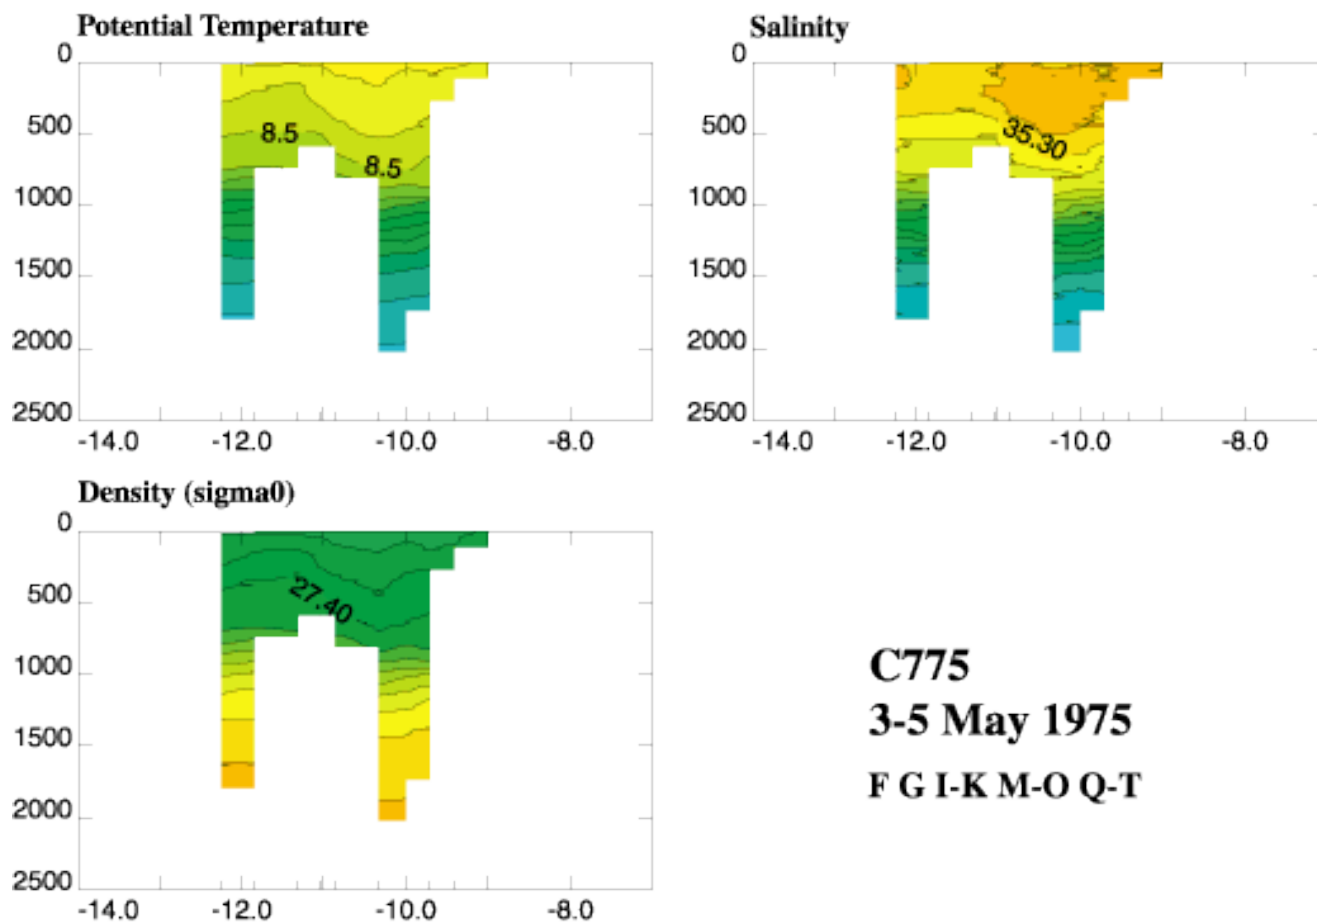 Potential Temperature
0
500
1000
1500
2000
2500
-14.0 -12.0 -10.0 -8.0
8.5
8.5
Salinity
0
500
1000
1500
2000
2500
-14.0 -12.0 -10.0 -8.0
35.30
Density (sigma0)
0
500
1000
1500
2000
2500
-14.0 -12.0 -10.0 -8.0
27.40
C775
3-5 May 1975
F G I-K M-O Q-T